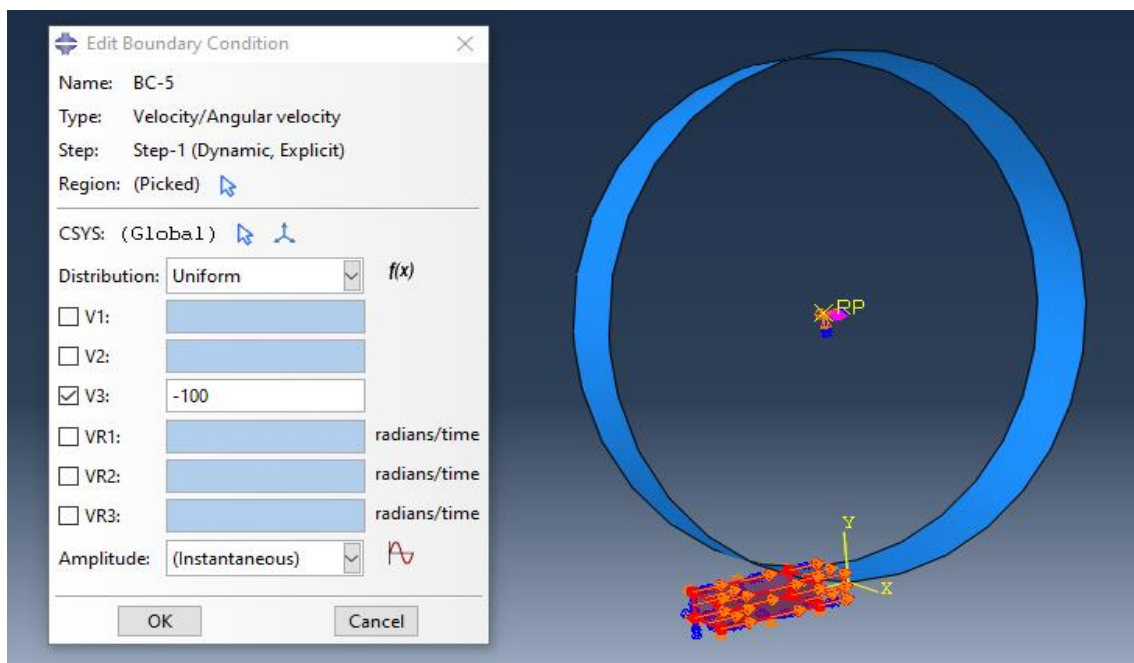 Edit Boundary Condition
Name: BC-5
Type: Velocity/Angular velocity
Step: Step-1 (Dynamic, Explicit)
Region: (Picked)
CSYS: (Global)
Distribution: Uniform f(x)
V1:
V2:
V3: -100
VR1: radians/time
VR2: radians/time
VR3: radians/time
Amplitude: (Instantaneous)
OK Cancel
RP
Y
X